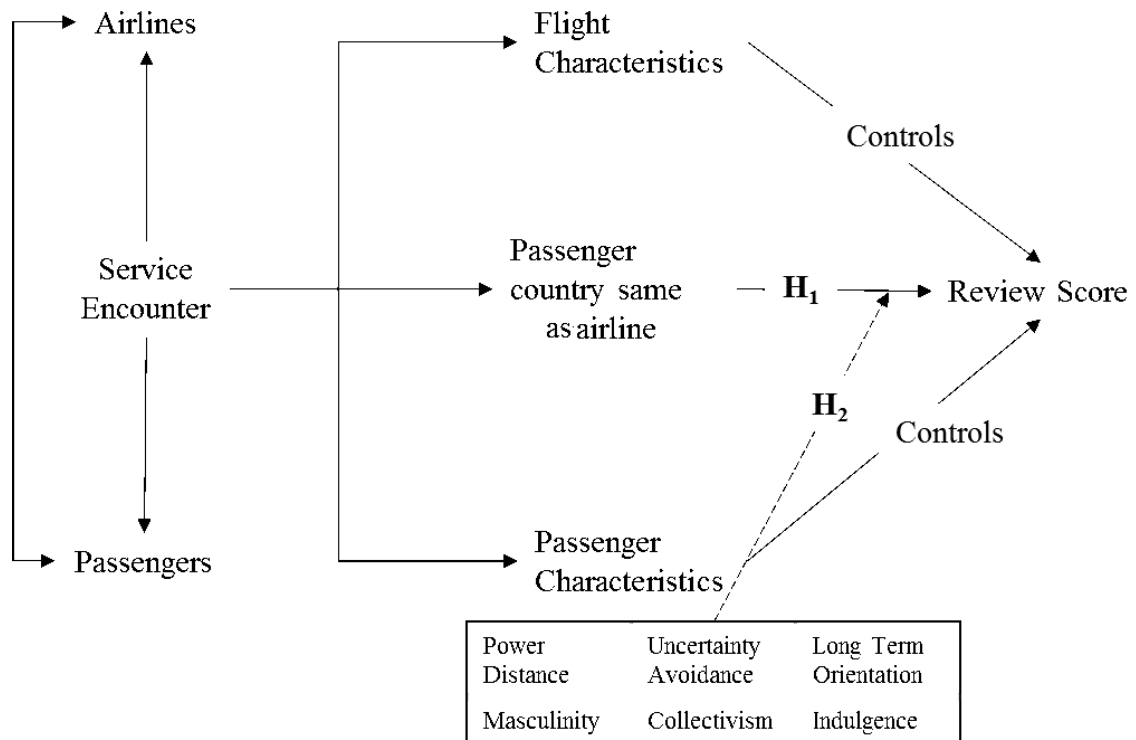 Airlines
Flight
Characteristics
Controls
Service
Encounter
Passenger
country same
as airline
H₁
Review Score
H₂
Controls
Passengers
Passenger
Characteristics
Power
Distance
Uncertainty
Avoidance
Long Term
Orientation
Masculinity
Collectivism
Indulgence